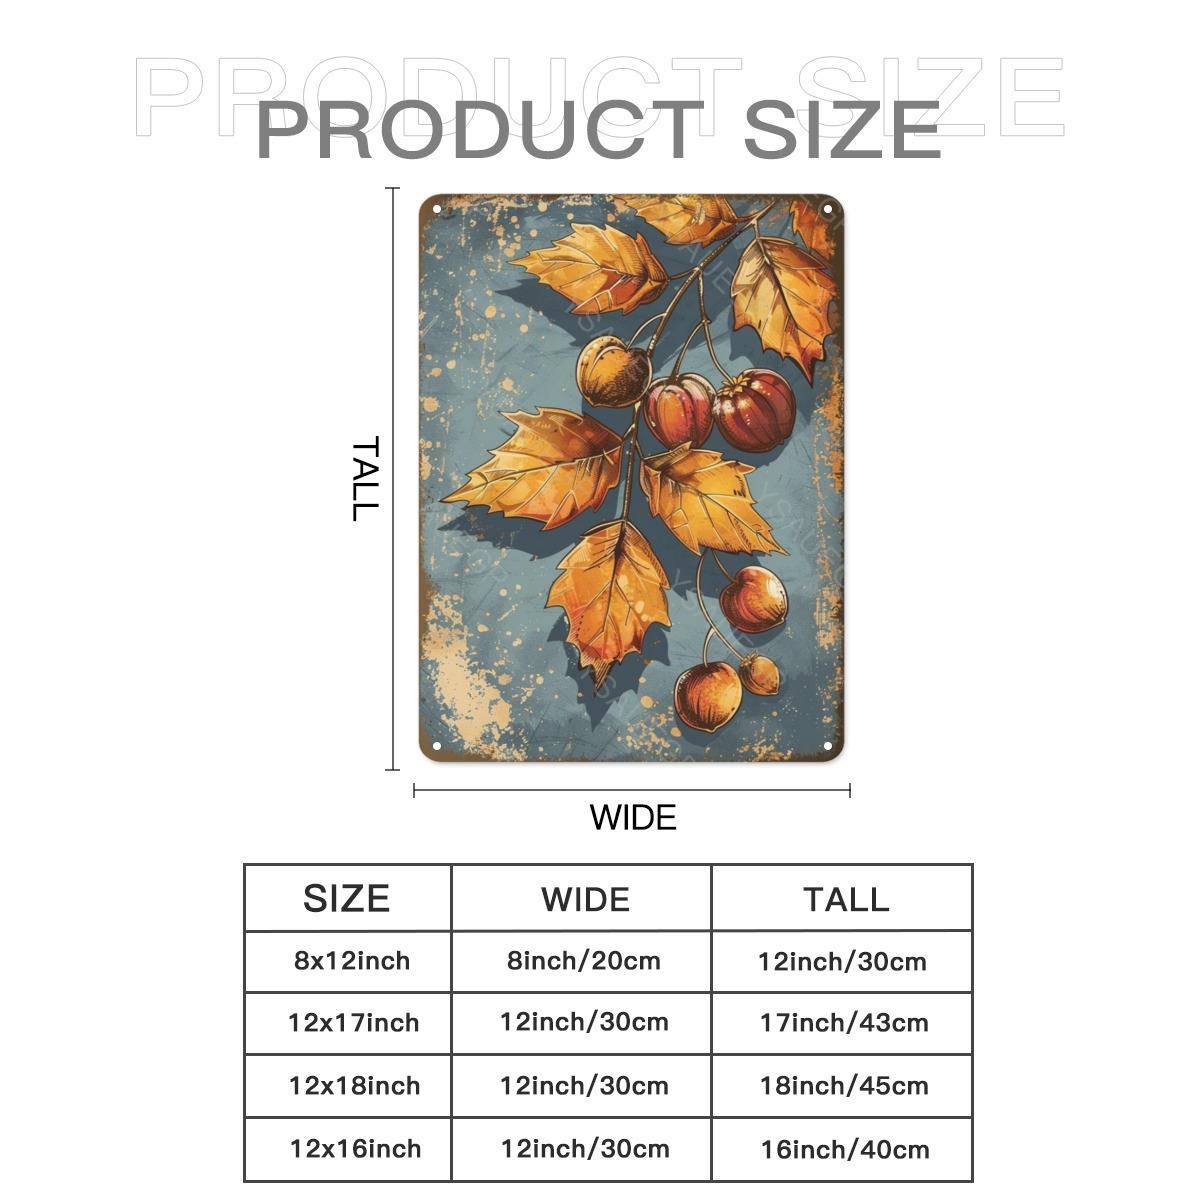 PRODUCT SIZE
PRODUCT SIZE
TALL
WIDE
SIZE WIDE TALL
8x12inch 8inch/20cm 12inch/30cm
12x17inch 12inch/30cm 17inch/43cm
12x18inch 12inch/30cm 18inch/45cm
12x16inch 12inch/30cm 16inch/40cm